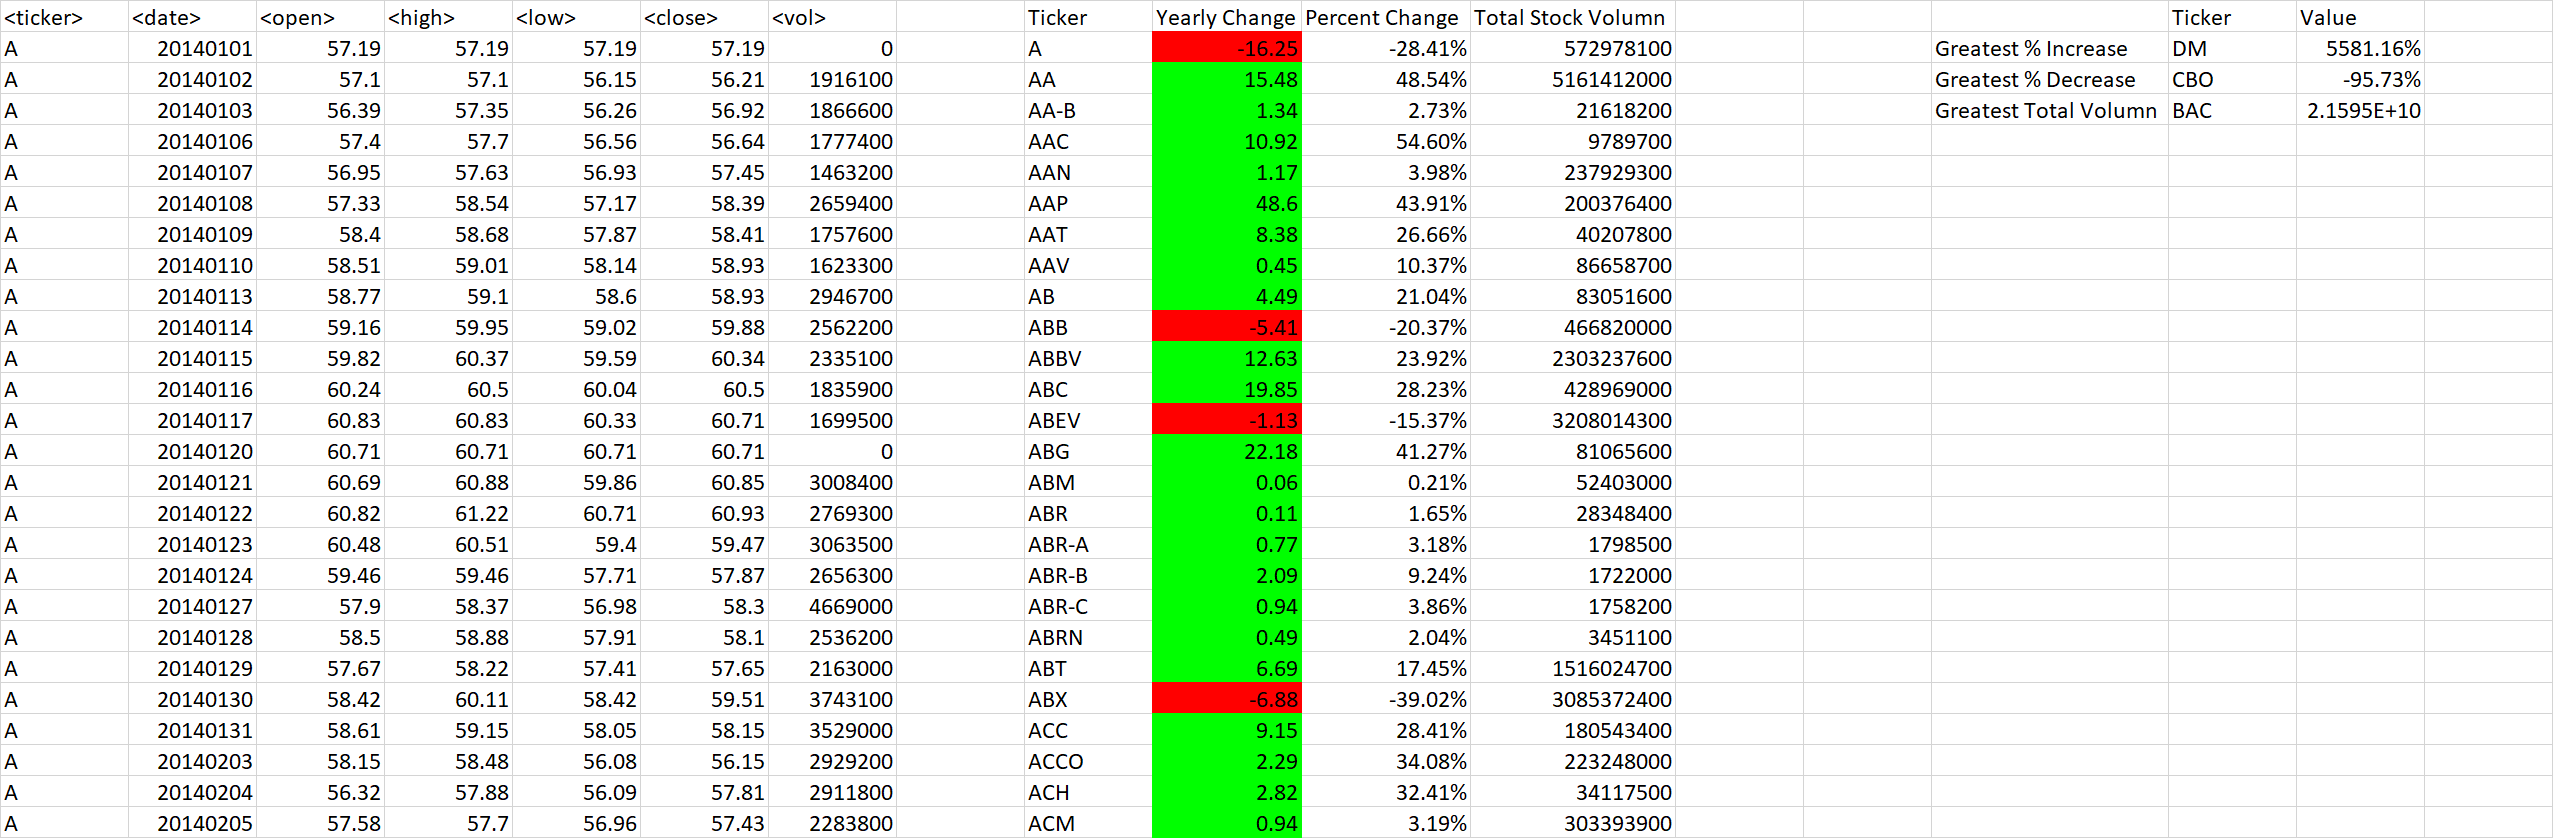 <ticker> <date> <open> <high> <low> <close> <vol> Ticker Yearly Change Percent Change Total Stock Volumn Ticker Value
A 20140101 57.19 57.19 57.19 57.19 0 A -16.25 -28.41% 572978100 Greatest % Increase DM 5581.16%
A 20140102 57.1 57.1 56.15 56.21 1916100 AA 15.48 48.54% 5161412000 Greatest % Decrease CBO -95.73%
A 20140103 56.39 57.35 56.26 56.92 1866600 AA-B 1.34 2.73% 21618200 Greatest Total Volumn BAC 2.1595E+10
A 20140106 57.4 57.7 56.56 56.64 1777400 AAC 10.92 54.60% 9789700
A 20140107 56.95 57.63 56.93 57.45 1463200 AAN 1.17 3.98% 237929300
A 20140108 57.33 58.54 57.17 58.39 2659400 AAP 48.6 43.91% 200376400
A 20140109 58.4 58.68 57.87 58.41 1757600 AAT 8.38 26.66% 40207800
A 20140110 58.51 59.01 58.14 58.93 1623300 AAV 0.45 10.37% 86658700
A 20140113 58.77 59.1 58.6 58.93 2946700 AB 4.49 21.04% 83051600
A 20140114 59.16 59.95 59.02 59.88 2562200 ABB -5.41 -20.37% 466820000
A 20140115 59.82 60.37 59.59 60.34 2335100 ABBV 12.63 23.92% 2303237600
A 20140116 60.24 60.5 60.04 60.5 1835900 ABC 19.85 28.23% 428969000
A 20140117 60.83 60.83 60.33 60.71 1699500 ABEV -1.13 -15.37% 3208014300
A 20140120 60.71 60.71 60.71 60.71 0 ABG 22.18 41.27% 81065600
A 20140121 60.69 60.88 59.86 60.85 3008400 ABM 0.06 0.21% 52403000
A 20140122 60.82 61.22 60.71 60.93 2769300 ABR 0.11 1.65% 28348400
A 20140123 60.48 60.51 59.4 59.47 3063500 ABR-A 0.77 3.18% 1798500
A 20140124 59.46 59.46 57.71 57.87 2656300 ABR-B 2.09 9.24% 1722000
A 20140127 57.9 58.37 56.98 58.3 4669000 ABR-C 0.94 3.86% 1758200
A 20140128 58.5 58.88 57.91 58.1 2536200 ABRN 0.49 2.04% 3451100
A 20140129 57.67 58.22 57.41 57.65 2163000 ABT 6.69 17.45% 1516024700
A 20140130 58.42 60.11 58.42 59.51 3743100 ABX -6.88 -39.02% 3085372400
A 20140131 58.61 59.15 58.05 58.15 3529000 ACC 9.15 28.41% 180543400
A 20140203 58.15 58.48 56.08 56.15 2929200 ACCO 2.29 34.08% 223248000
A 20140204 56.32 57.88 56.09 57.81 2911800 ACH 2.82 32.41% 34117500
A 20140205 57.58 57.7 56.96 57.43 2283800 ACM 0.94 3.19% 303393900